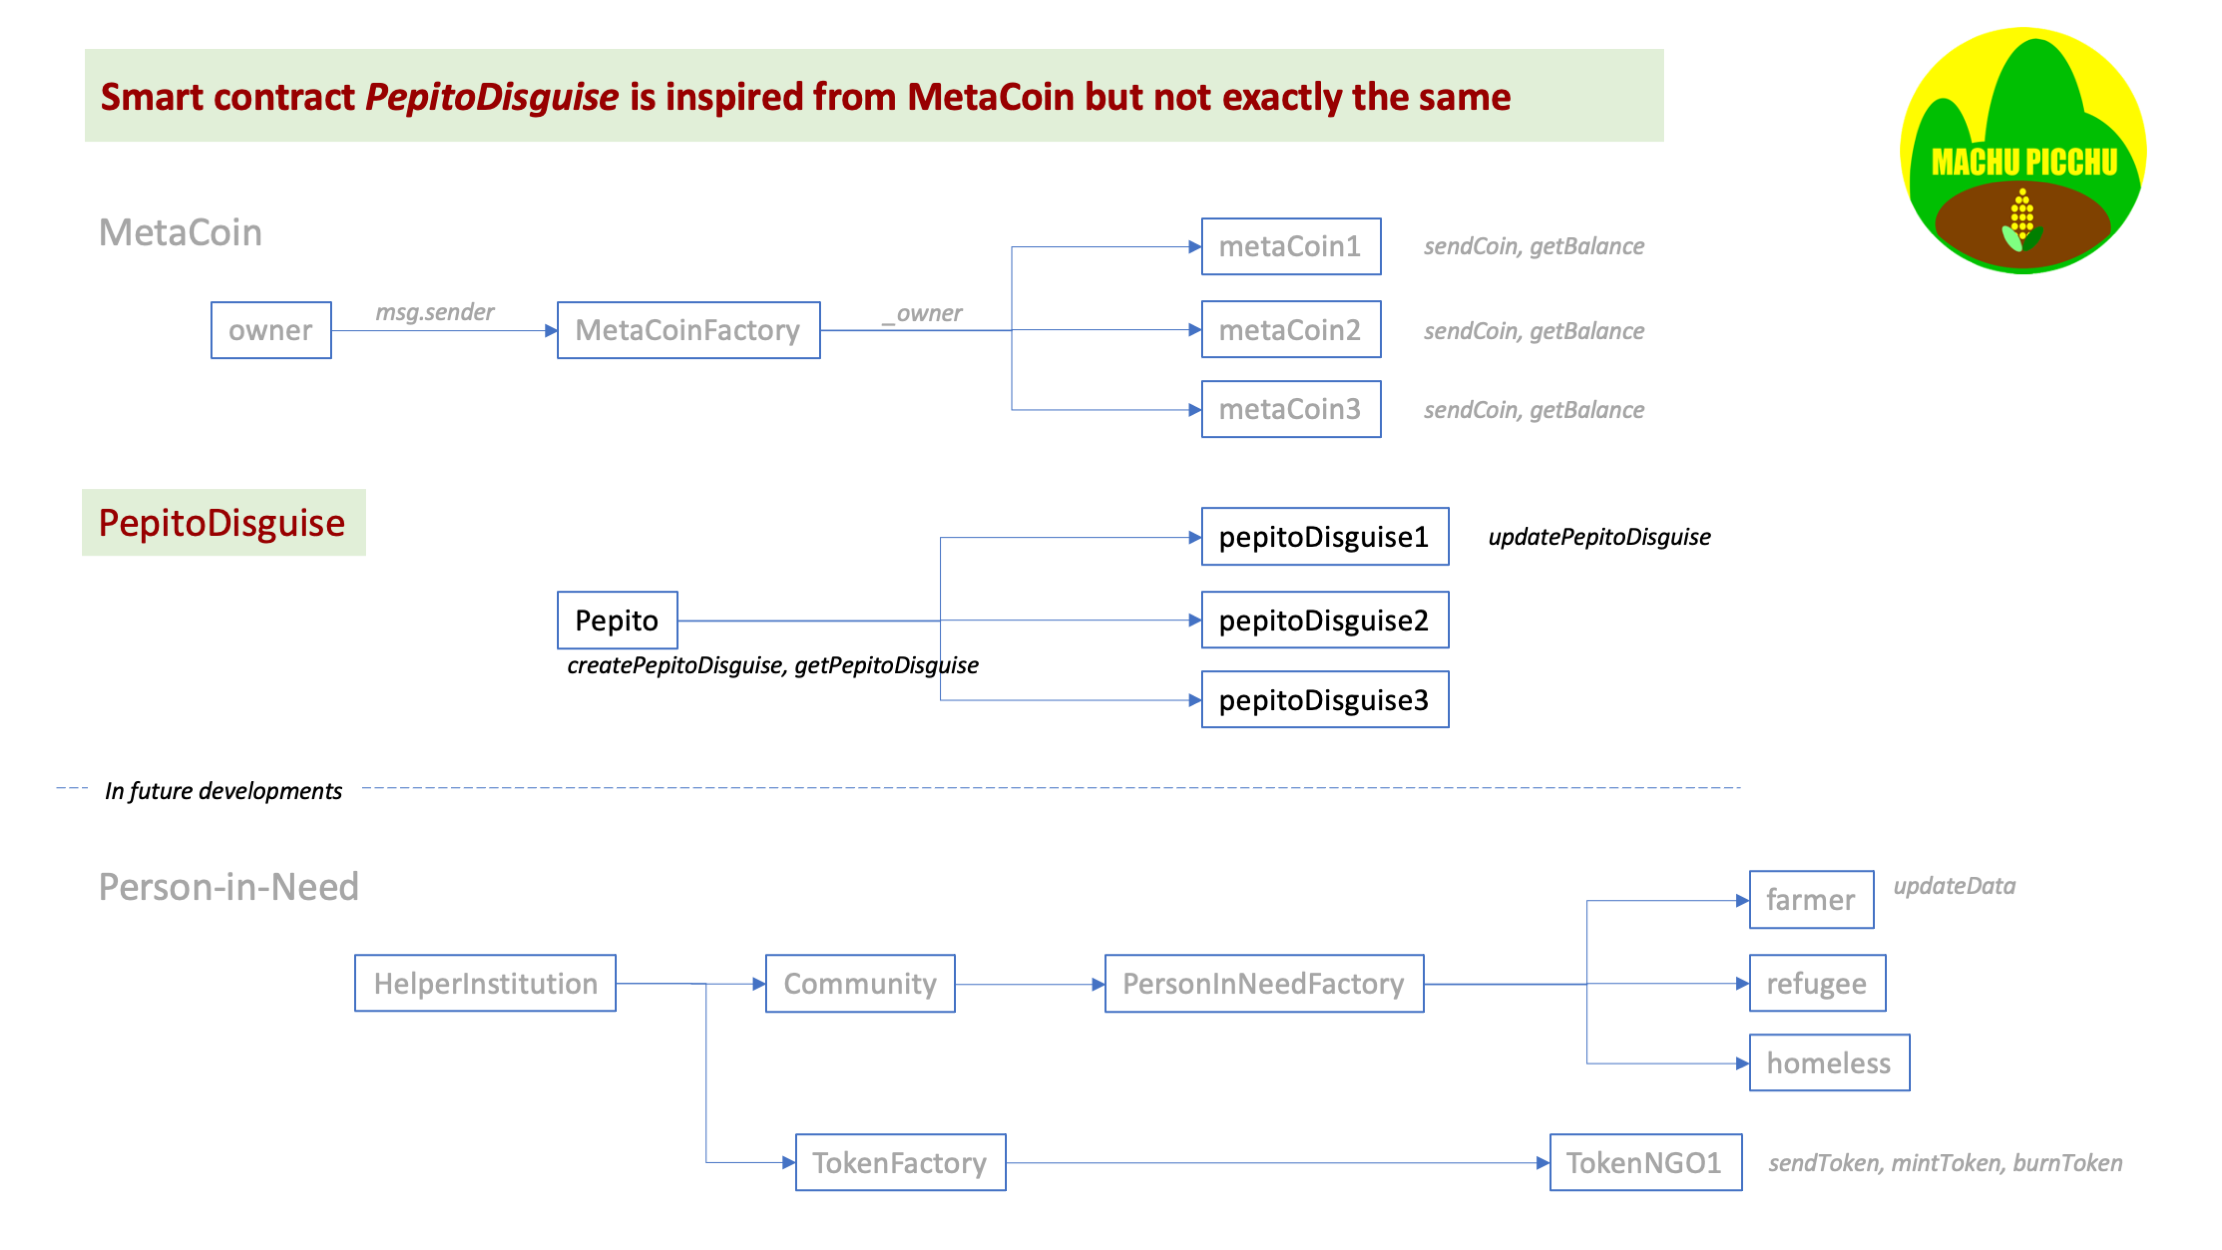 Smart contract PepitoDisguise is inspired from MetaCoin but not exactly the same
MACHU PICCHU
MetaCoin
metaCoin1
sendCoin, getBalance
owner
msg.sender
MetaCoinFactory
_owner
metaCoin2
sendCoin, getBalance
metaCoin3
sendCoin, getBalance
PepitoDisguise
pepitoDisguise1
updatePepitoDisguise
Pepito
pepitoDisguise2
createPepitoDisguise, getPepitoDisguise
pepitoDisguise3
In future developments
Person-in-Need
farmer
updateData
HelperInstitution
Community
PersonInNeedFactory
refugee
homeless
TokenFactory
TokenNGO1
sendToken, mintToken, burnToken